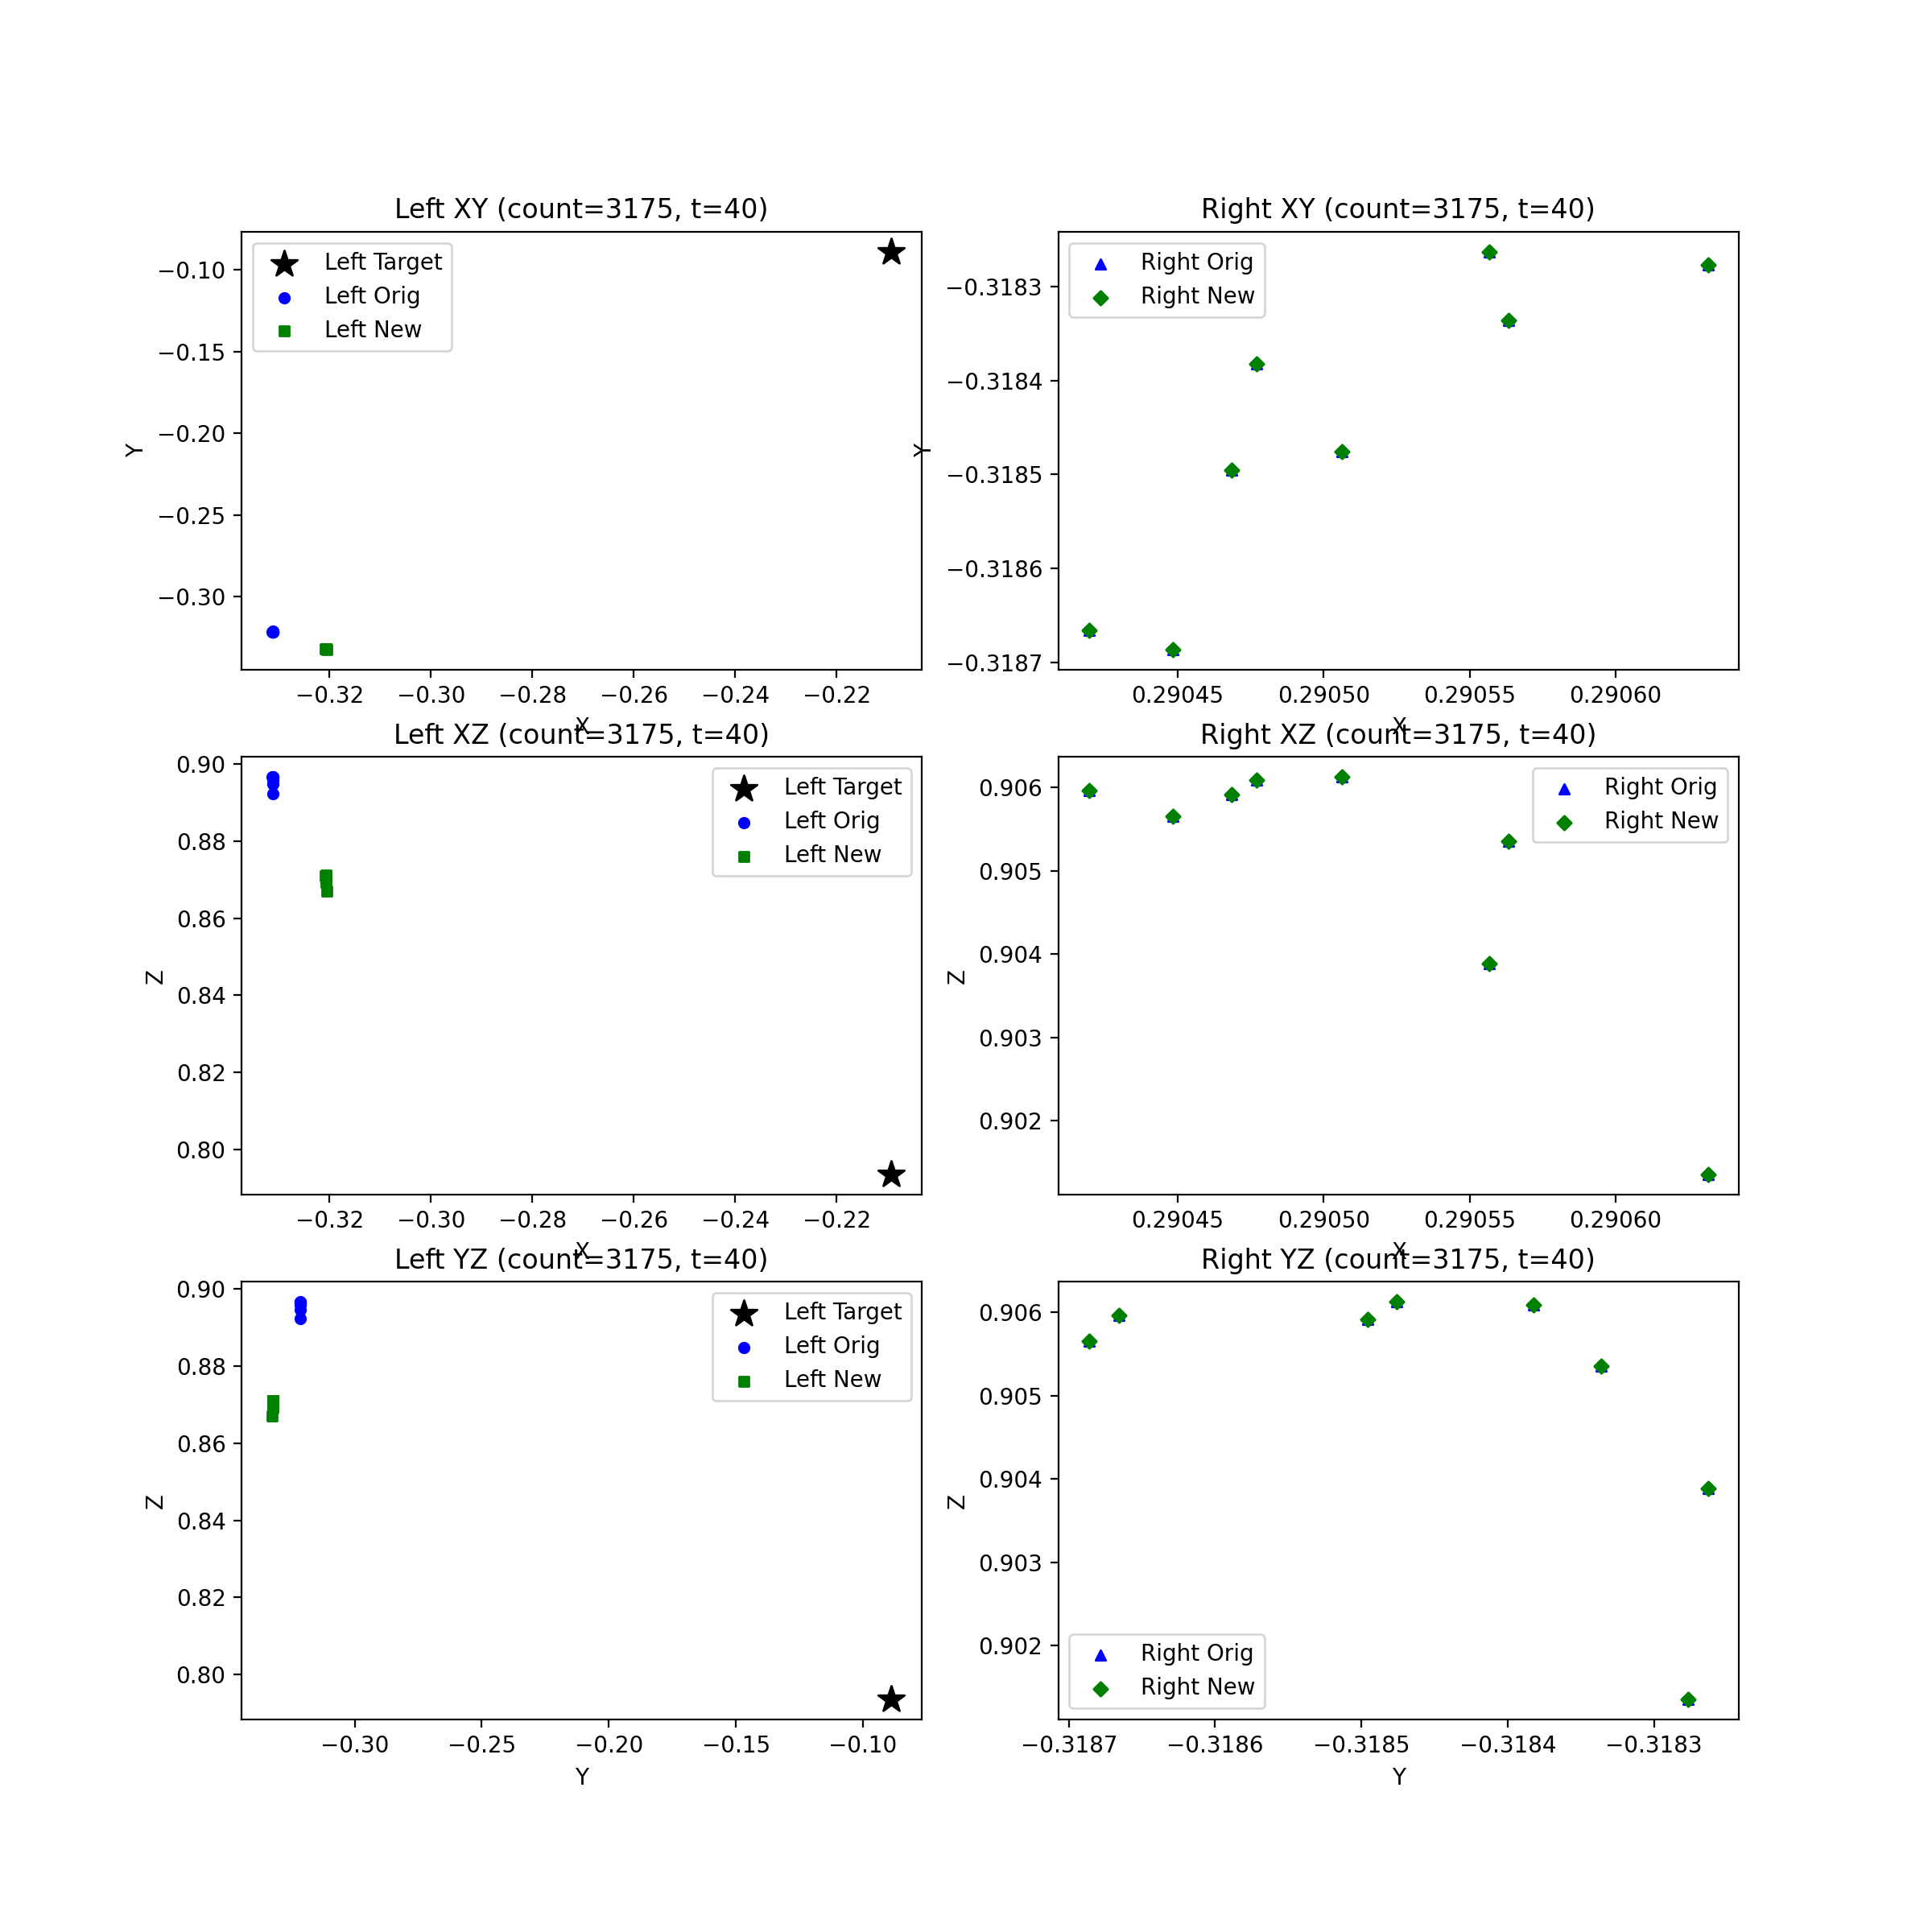 Left XY (count=3175, t=40)
Left Target
Left Orig
Left New
−0.10
−0.15
−0.20
−0.25
−0.30
Y
−0.32 −0.30 −0.28 −0.26 −0.24 −0.22
X
Right XY (count=3175, t=40)
Right Orig
Right New
−0.3183
−0.3184
−0.3185
−0.3186
−0.3187
Y
0.29045 0.29050 0.29055 0.29060
X
Left XZ (count=3175, t=40)
Left Target
Left Orig
Left New
0.90
0.88
0.86
0.84
0.82
0.80
Z
−0.32 −0.30 −0.28 −0.26 −0.24 −0.22
X
Right XZ (count=3175, t=40)
Right Orig
Right New
0.906
0.905
0.904
0.903
0.902
Z
0.29045 0.29050 0.29055 0.29060
X
Left YZ (count=3175, t=40)
Left Target
Left Orig
Left New
0.90
0.88
0.86
0.84
0.82
0.80
Z
−0.30 −0.25 −0.20 −0.15 −0.10
Y
Right YZ (count=3175, t=40)
0.906
0.905
0.904
0.903
0.902
Z
Right Orig
Right New
−0.3187 −0.3186 −0.3185 −0.3184 −0.3183
Y